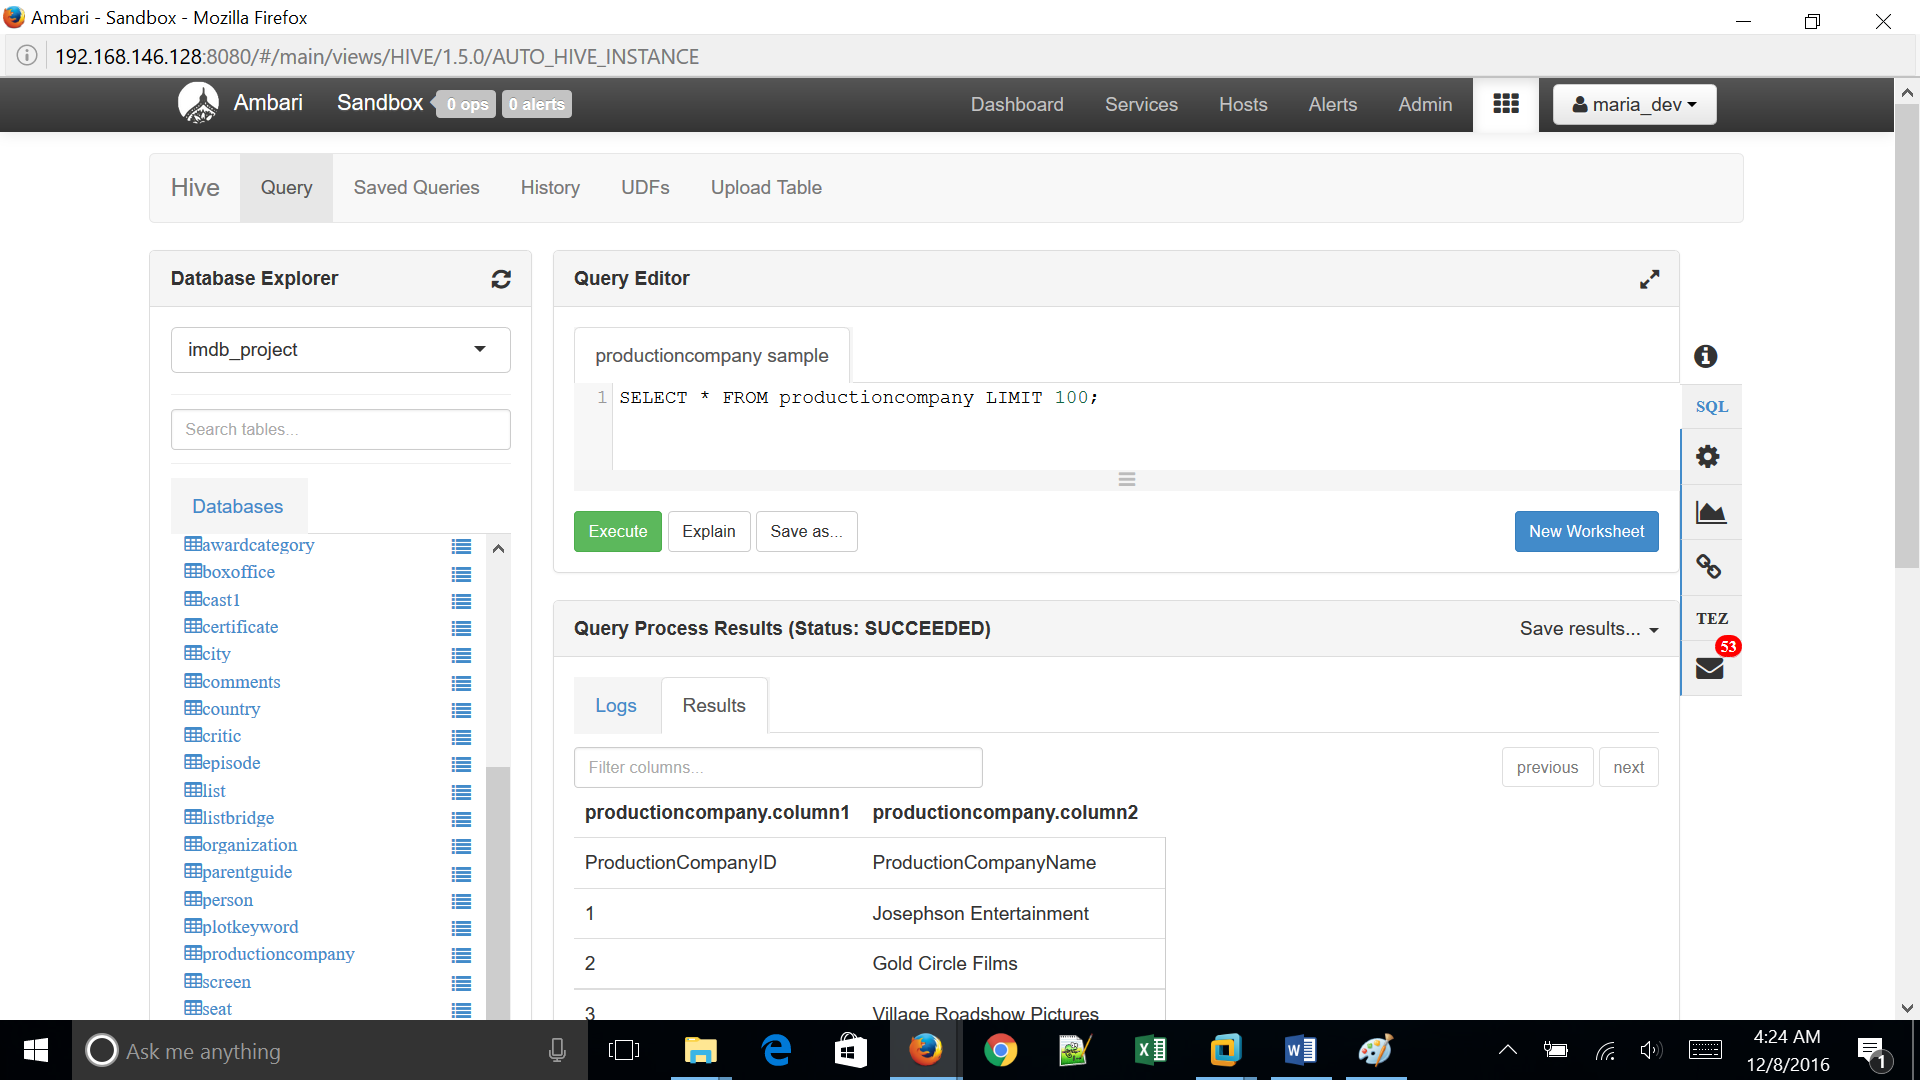 Ambari - Sandbox - Mozilla Firefox
192.168.146.128:8080/#/main/views/HIVE/1.5.0/AUTO_HIVE_INSTANCE
Ambari Sandbox 0 ops 0 alerts Dashboard Services Hosts Alerts Admin maria_dev
Hive Query Saved Queries History UDFs Upload Table
Database Explorer
imdb_project
Search tables...
Databases
awardcategory
boxoffice
cast1
certificate
city
comments
country
critic
episode
list
listbridge
organization
parentguide
person
plotkeyword
productioncompany
screen
seat
Query Editor
productioncompany sample
1 SELECT * FROM productioncompany LIMIT 100;
Execute Explain Save as... New Worksheet
SQL
TEZ
53
Query Process Results (Status: SUCCEEDED) Save results...
Logs Results
Filter columns... previous next
productioncompany.column1 productioncompany.column2
ProductionCompanyID ProductionCompanyName
1 Josephson Entertainment
2 Gold Circle Films
3 Village Roadshow Pictures
Ask me anything
4:24 AM
12/8/2016
1